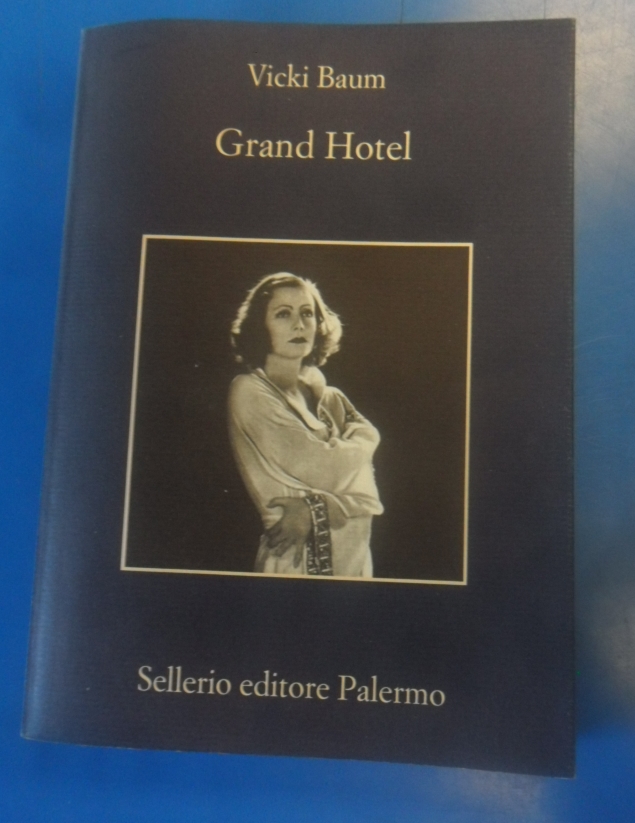 Vicki Baum
Grand Hotel
Sellerio editore Palermo